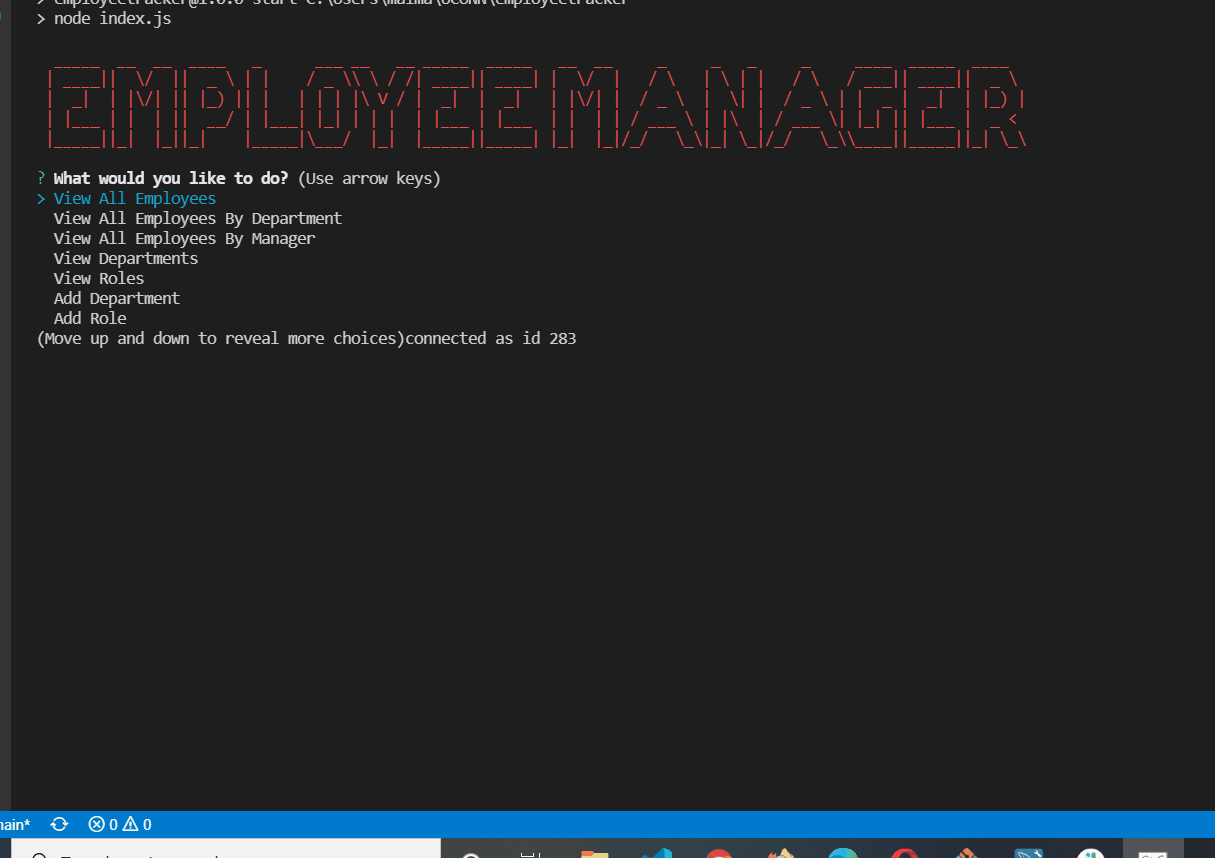 > employeetracker@1.0.0 start C:\Users\maima\UCONN\employeetracker
> node index.js
EMPLOYEE MANAGER
? What would you like to do? (Use arrow keys)
> View All Employees
View All Employees By Department
View All Employees By Manager
View Departments
View Roles
Add Department
Add Role
(Move up and down to reveal more choices)connected as id 283
main*
0 0